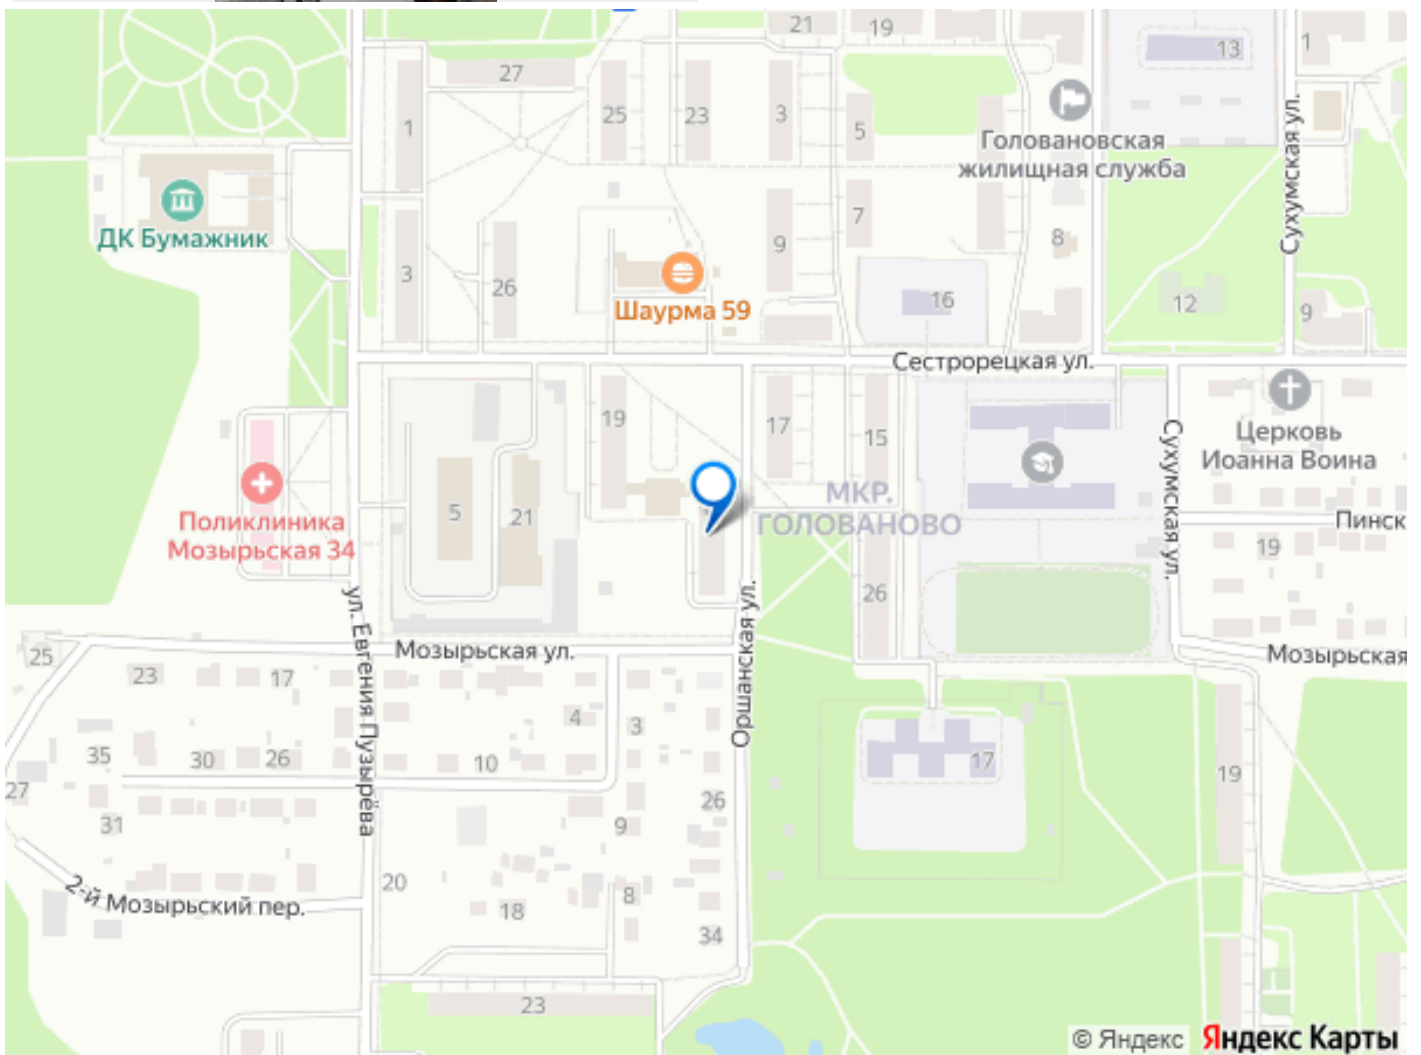 21
19
13
1
27
1
25
23
3
5
Головановская
жилищная служба
Сухумская ул.
ДК Бумажник
7
9
8
3
26
Шаурма 59
16
12
9
Сестрорецкая ул.
19
17
15
Церковь
Иоанна Воина
Сухумская ул.
Поликлиника
Мозырьская 34
5
21
МКР.
ГОЛОВАНОВО
Пинск
19
26
ул. Евгения Пузырёва
Оршанская ул.
Мозырьская ул.
Мозырьская
25
23
17
4
3
35
30
26
10
17
19
27
31
26
9
2-й Мозырьский пер.
20
18
8
34
23
© Яндекс Яндекс Карты